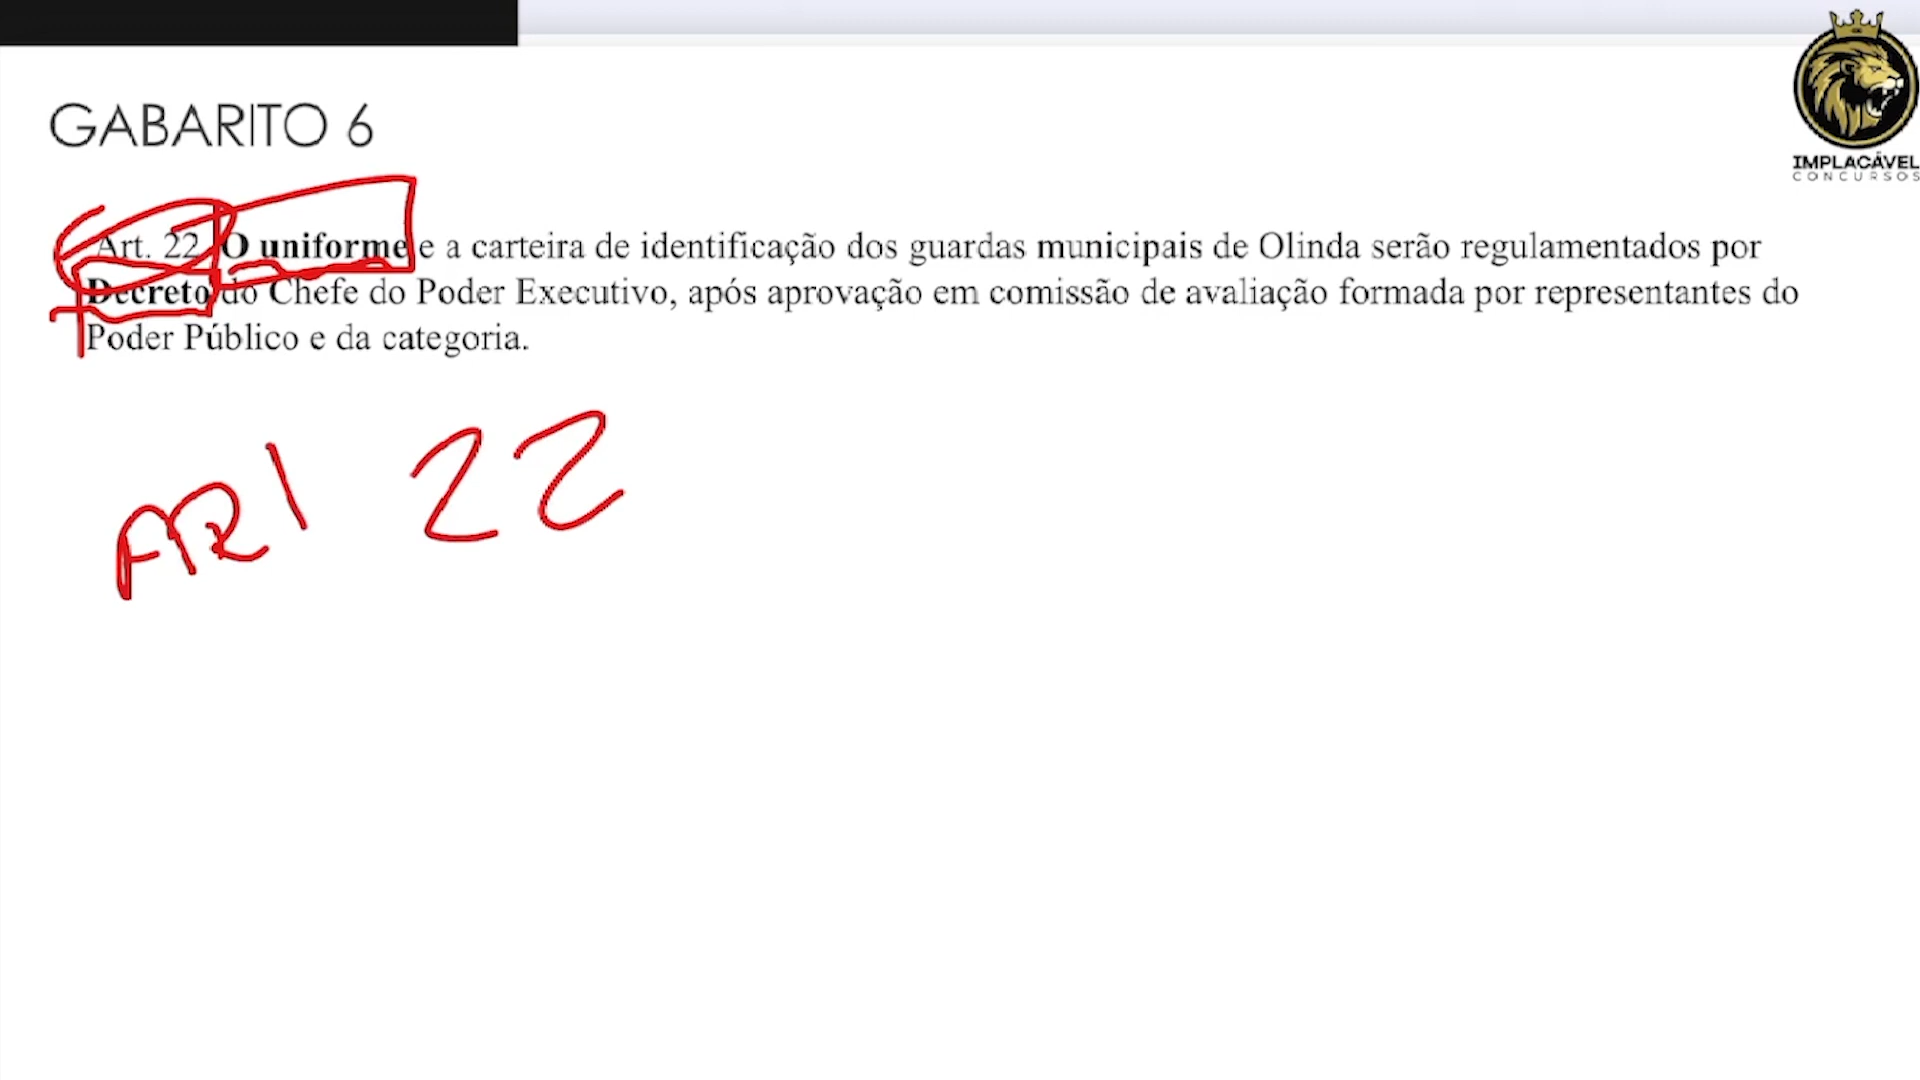 IMPLACÁVEL
CONCURSOS
GABARITO 6
Art. 22. O uniforme e a carteira de identificação dos guardas municipais de Olinda serão regulamentados por
Decreto do Chefe do Poder Executivo, após aprovação em comissão de avaliação formada por representantes do
Poder Público e da categoria.
ART 22